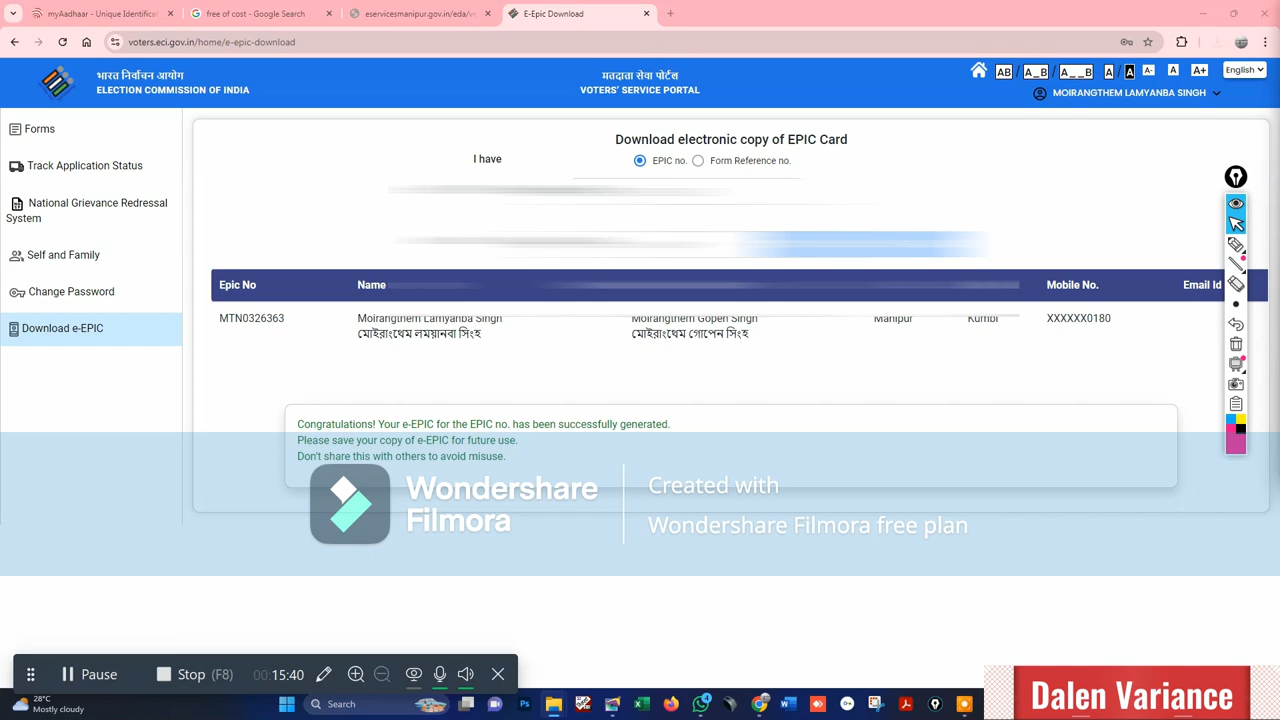 myAadhaar - Unique Identifica
free of cost - Google Search
eservicesmanipur.gov.in/eda/v
E-Epic Download
voters.eci.gov.in/home/e-epic-download
भारत निर्वाचन आयोग
ELECTION COMMISSION OF INDIA
मतदाता सेवा पोर्टल
VOTERS' SERVICE PORTAL
AB / A_B / A__B A / A A- A A+ English
MOIRANGTHEM LAMYANBA SINGH
Forms
Track Application Status
National Grievance Redressal
System
Self and Family
Change Password
Download e-EPIC
Download electronic copy of EPIC Card
I have
EPIC no. Form Reference no.
Epic No Name Mobile No. Email Id
MTN0326363 Moirangthem Lamyanba Singh Moirangthem Gopen Singh Manipur Kumbi XXXXXX0180
মোইরাংথেম লময়ানবা সিংহ মোইরাংথেম গোপেন সিংহ
Congratulations! Your e-EPIC for the EPIC no. has been successfully generated.
Please save your copy of e-EPIC for future use.
Don't share this with others to avoid misuse.
Wondershare
Filmora
Created with
Wondershare Filmora free plan
Pause Stop (F8) 00:15:40
28°C
Mostly cloudy
Search
4
Dalen Variance